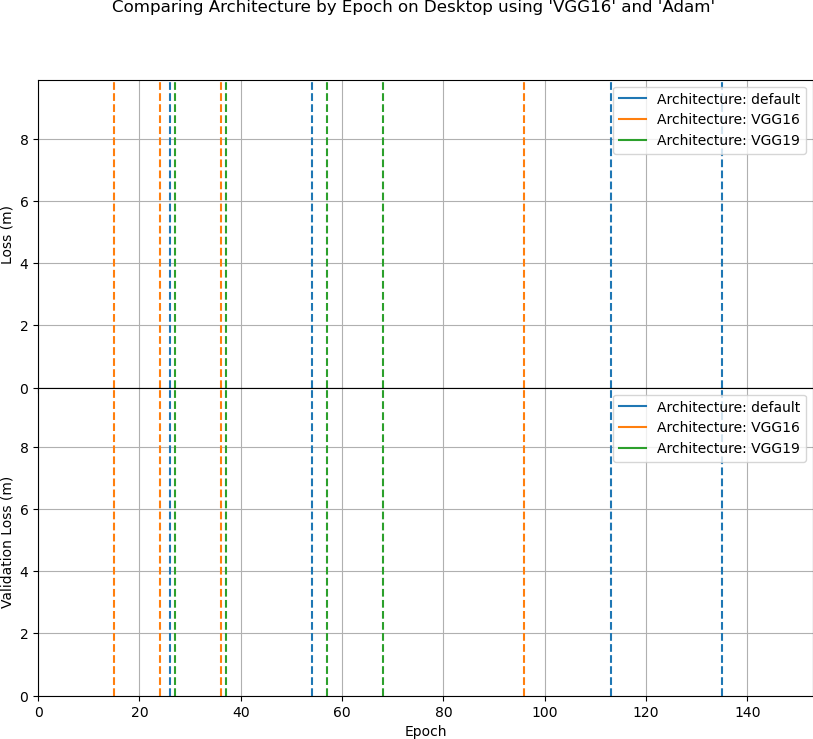 Comparing Architecture by Epoch on Desktop using 'VGG16' and 'Adam'
Architecture: default
Architecture: VGG16
Architecture: VGG19
8
6
4
2
0
Loss (m)
Architecture: default
Architecture: VGG16
Architecture: VGG19
8
6
4
2
0
Validation Loss (m)
0 20 40 60 80 100 120 140
Epoch